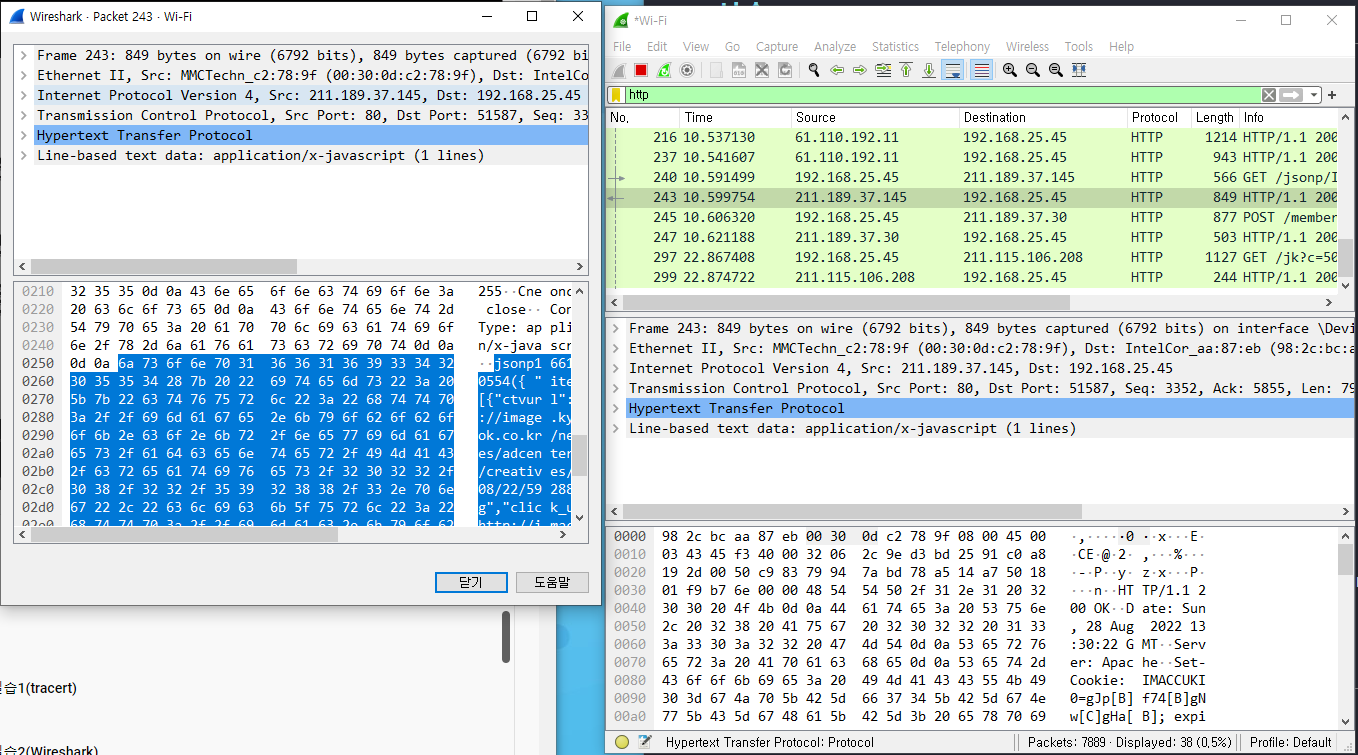 Wireshark · Packet 243 · Wi-Fi
Frame 243: 849 bytes on wire (6792 bits), 849 bytes captured (6792 bi
Ethernet II, Src: MMCTechn_c2:78:9f (00:30:0d:c2:78:9f), Dst: IntelCo
Internet Protocol Version 4, Src: 211.189.37.145, Dst: 192.168.25.45
Transmission Control Protocol, Src Port: 80, Dst Port: 51587, Seq: 33
Hypertext Transfer Protocol
Line-based text data: application/x-javascript (1 lines)
0210 32 35 35 0d 0a 43 6e 65 6f 6e 63 74 69 6f 6e 3a 255··Cne onc
0220 20 63 6c 6f 73 65 0d 0a 43 6f 6e 74 65 6e 74 2d close·· Co
0230 54 79 70 65 3a 20 61 70 70 6c 69 63 61 74 69 6f Type: ap pli
0240 6e 2f 78 2d 6a 61 76 61 73 63 72 69 70 74 0d 0a n/x-java scr
0250 0d 0a 6a 73 6f 6e 70 31 36 36 31 36 39 33 34 32 ··jsonp1 661
0260 30 35 35 34 28 7b 20 22 69 74 65 6d 73 22 3a 20 0554({ " ite
0270 5b 7b 22 63 74 76 75 72 6c 22 3a 22 68 74 74 70 [{"ctvur l":
0280 3a 2f 2f 69 6d 61 67 65 2e 6b 79 6f 62 6f 62 6f ://image .ky
0290 6f 6b 2e 63 6f 2e 6b 72 2f 6e 65 77 69 6d 61 67 ok.co.kr /ne
02a0 65 73 2f 61 64 63 65 6e 74 65 72 2f 49 4d 41 43 es/adcen ter
02b0 2f 63 72 65 61 74 69 76 65 73 2f 32 30 32 32 2f /creativ es/
02c0 30 38 2f 32 32 2f 35 39 32 38 38 2f 33 2e 70 6e 08/22/59 288
02d0 67 22 2c 22 63 6c 69 63 6b 5f 75 72 6c 22 3a 22 g","clic k_u
02e0 68 74 74 70 3a 2f 2f 69 6d 61 63 2e 6b 79 6f 62 http://i mac
닫기
도움말
습1(tracert)
습2(Wireshark)
*Wi-Fi
File Edit View Go Capture Analyze Statistics Telephony Wireless Tools Help
http
No. Time Source Destination Protocol Length Info
216 10.537130 61.110.192.11 192.168.25.45 HTTP 1214 HTTP/1.1 200
237 10.541607 61.110.192.11 192.168.25.45 HTTP 943 HTTP/1.1 200
240 10.591499 192.168.25.45 211.189.37.145 HTTP 566 GET /jsonp/I
243 10.599754 211.189.37.145 192.168.25.45 HTTP 849 HTTP/1.1 200
245 10.606320 192.168.25.45 211.189.37.30 HTTP 877 POST /member
247 10.621188 211.189.37.30 192.168.25.45 HTTP 503 HTTP/1.1 200
297 22.867408 192.168.25.45 211.115.106.208 HTTP 1127 GET /jk?c=50
299 22.874722 211.115.106.208 192.168.25.45 HTTP 244 HTTP/1.1 200
Frame 243: 849 bytes on wire (6792 bits), 849 bytes captured (6792 bits) on interface \Devi
Ethernet II, Src: MMCTechn_c2:78:9f (00:30:0d:c2:78:9f), Dst: IntelCor_aa:87:eb (98:2c:bc:a
Internet Protocol Version 4, Src: 211.189.37.145, Dst: 192.168.25.45
Transmission Control Protocol, Src Port: 80, Dst Port: 51587, Seq: 3352, Ack: 5855, Len: 79
Hypertext Transfer Protocol
Line-based text data: application/x-javascript (1 lines)
0000 98 2c bc aa 87 eb 00 30 0d c2 78 9f 08 00 45 00 ·,·····0 ··x···E·
0010 03 43 45 f3 40 00 32 06 2c 9e d3 bd 25 91 c0 a8 ·CE·@·2· ,···%···
0020 19 2d 00 50 c9 83 79 94 7a bd 78 a5 14 a7 50 18 ·-·P··y· z·x···P·
0030 01 f9 b7 6e 00 00 48 54 54 50 2f 31 2e 31 20 32 ···n··HT TP/1.1 2
0040 30 30 20 4f 4b 0d 0a 44 61 74 65 3a 20 53 75 6e 00 OK··D ate: Sun
0050 2c 20 32 38 20 41 75 67 20 32 30 32 32 20 31 33 , 28 Aug 2022 13
0060 3a 33 30 3a 32 32 20 47 4d 54 0d 0a 53 65 72 76 :30:22 G MT··Serv
0070 65 72 3a 20 41 70 61 63 68 65 0d 0a 53 65 74 2d er: Apac he··Set-
0080 43 6f 6f 6b 69 65 3a 20 49 4d 41 43 43 55 4b 49 Cookie: IMACCUKI
0090 30 3d 67 4a 70 5b 42 5d 66 37 34 5b 42 5d 67 4e 0=gJp[B] f74[B]gN
00a0 77 5b 43 5d 67 48 61 5b 42 5d 3b 20 65 78 70 69 w[C]gHa[ B]; expi
Hypertext Transfer Protocol: Protocol
Packets: 7889 · Displayed: 38 (0,5%)
Profile: Default